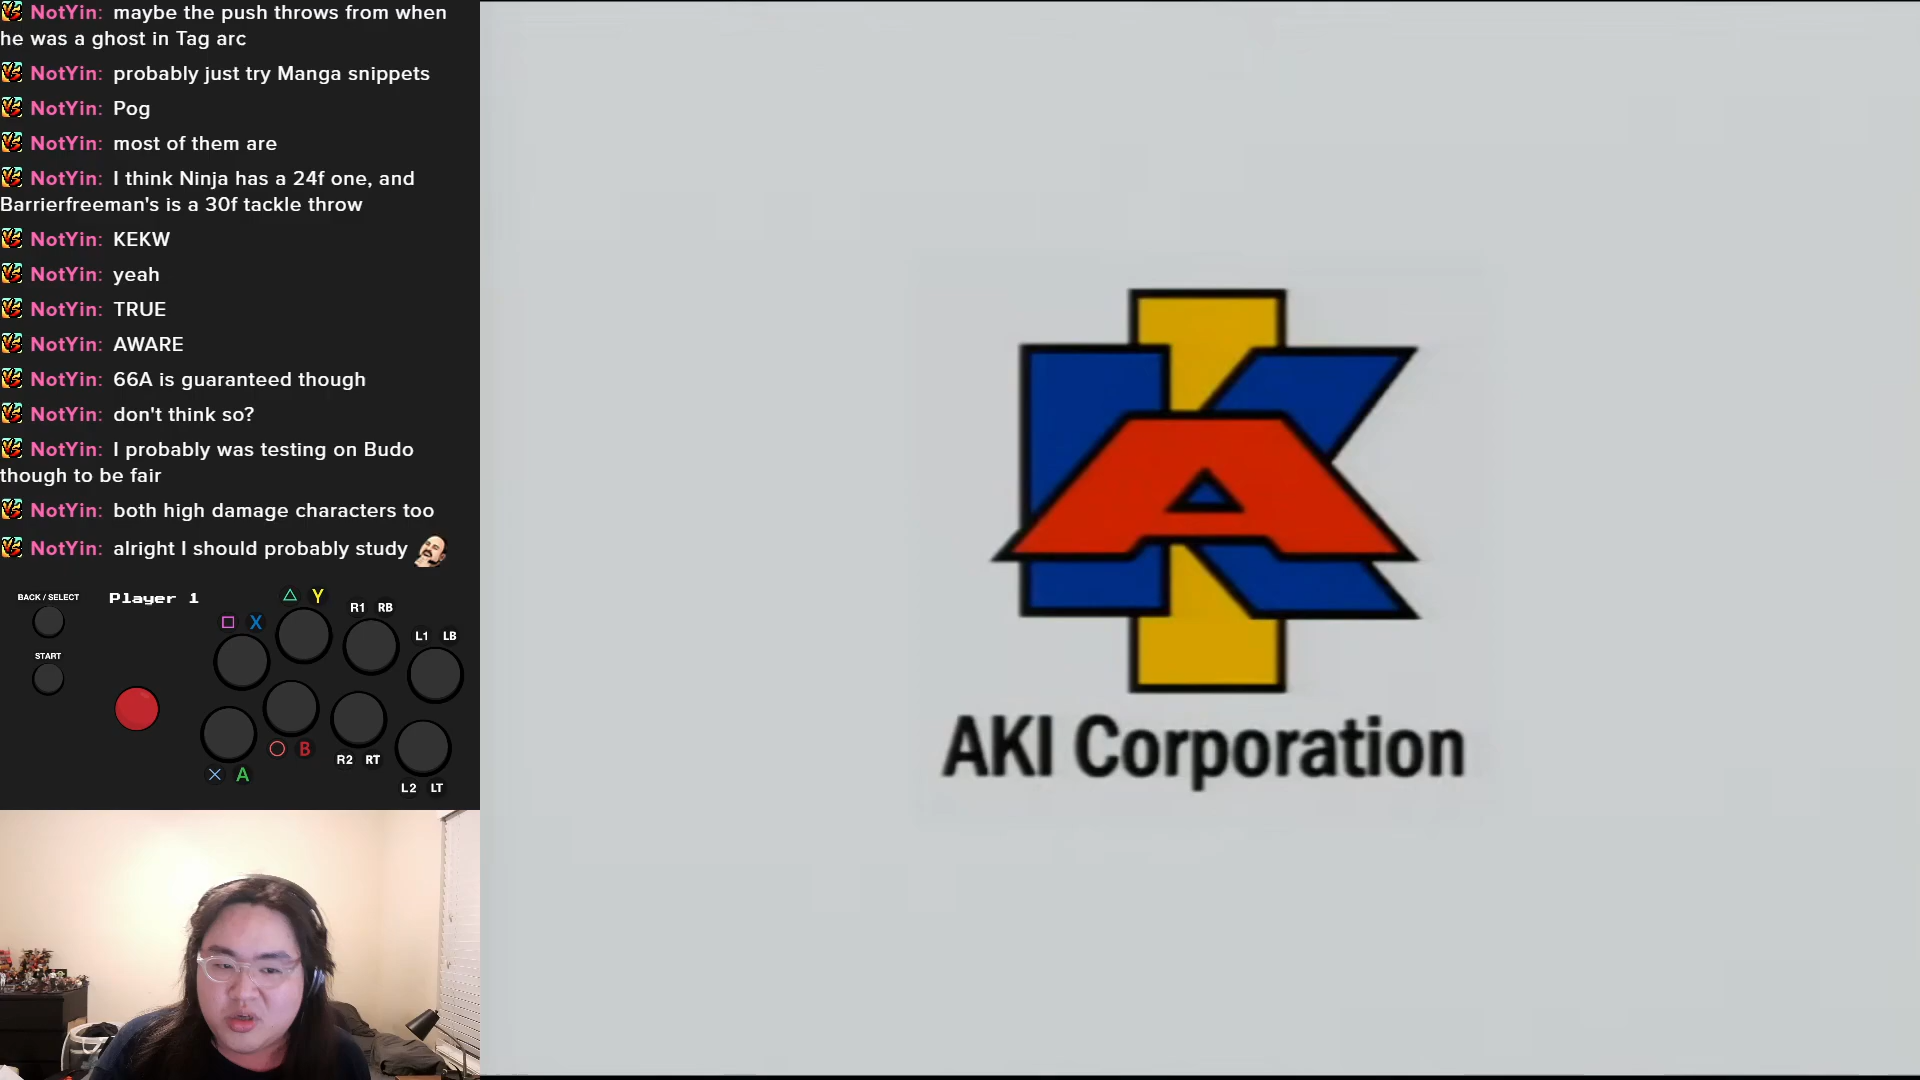 NotYin: maybe the push throws from when
he was a ghost in Tag arc
NotYin: probably just try Manga snippets
NotYin: Pog
NotYin: most of them are
NotYin: I think Ninja has a 24f one, and
Barrierfreeman's is a 30f tackle throw
NotYin: KEKW
NotYin: yeah
NotYin: TRUE
NotYin: AWARE
NotYin: 66A is guaranteed though
NotYin: don't think so?
NotYin: I probably was testing on Budo
though to be fair
NotYin: both high damage characters too
NotYin: alright I should probably study
BACK / SELECT
Player 1
Y
R1 RB
X
L1 LB
START
B
R2 RT
A
L2 LT
AKI
AKI Corporation